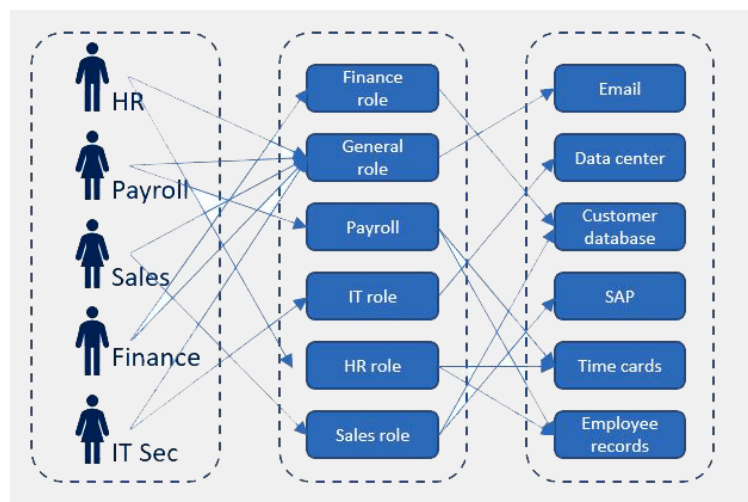 HR
Payroll
Sales
Finance
IT Sec
Finance
role
General
role
Payroll
IT role
HR role
Sales role
Email
Data center
Customer
database
SAP
Time cards
Employee
records